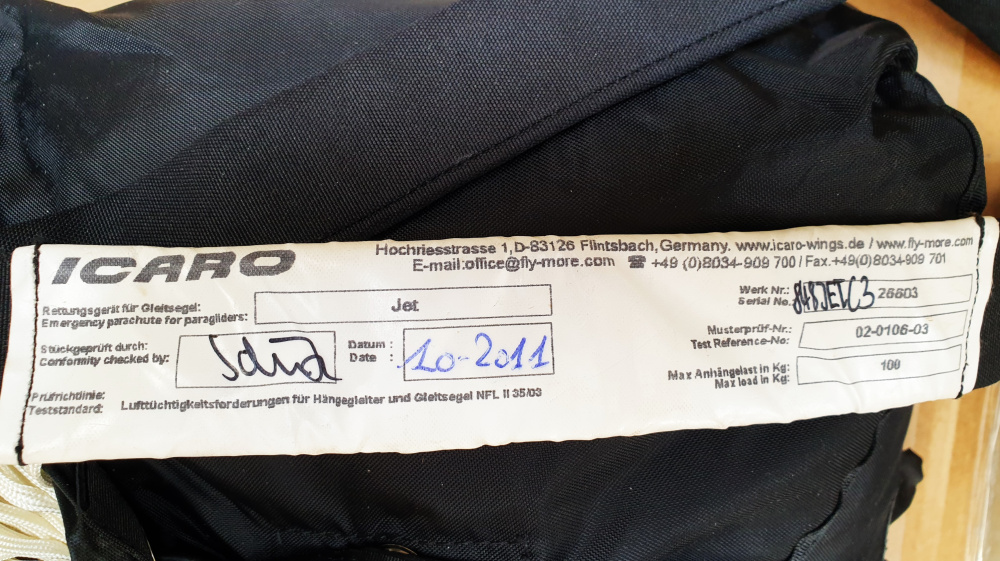 ICARO
Hochriesstrasse 1, D-83126 Flintsbach, Germany. www.icaro-wings.de / www.fly-more.com
E-mail:office@fly-more.com ☎ +49 (0)8034-909 700 / Fax.+49(0)8034-909 701
Rettungsgerät für Gleitsegel:
Emergency parachute for paragliders:
Jet
Werk Nr.:
Serial No.
26603
Stückgeprüft durch:
Conformity checked by:
Datum :
Date :
10-2011
Musterprüf-Nr.:
Test Reference-No:
02-0106-03
Max Anhängelast in Kg:
Max load in Kg:
100
Prüfrichtlinie:
Teststandard:
Lufttüchtigkeitsforderungen für Hängegleiter und Gleitsegel NFL II 35/03